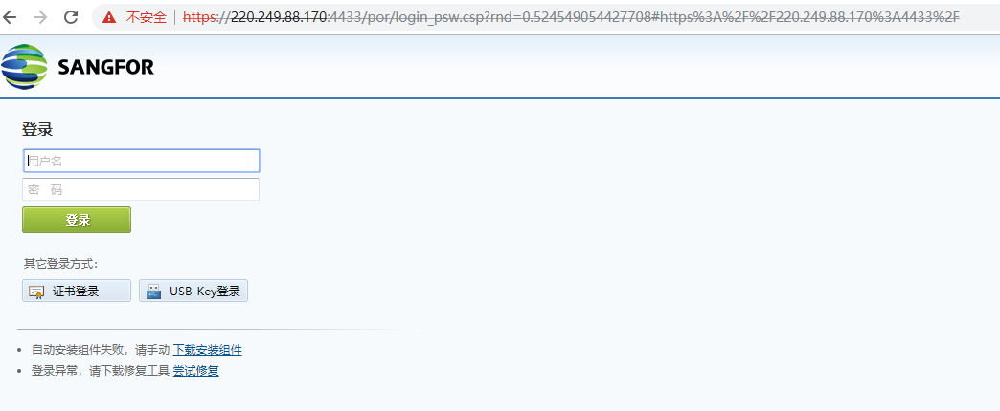 不安全 https://220.249.88.170:4433/por/login_psw.csp?rnd=0.524549054427708#https%3A%2F%2F220.249.88.170%3A4433%2F
SANGFOR
登录
用户名
密 码
登录
其它登录方式：
证书登录 USB-Key登录
自动安装组件失败，请手动 下载安装组件
登录异常，请下载修复工具 尝试修复